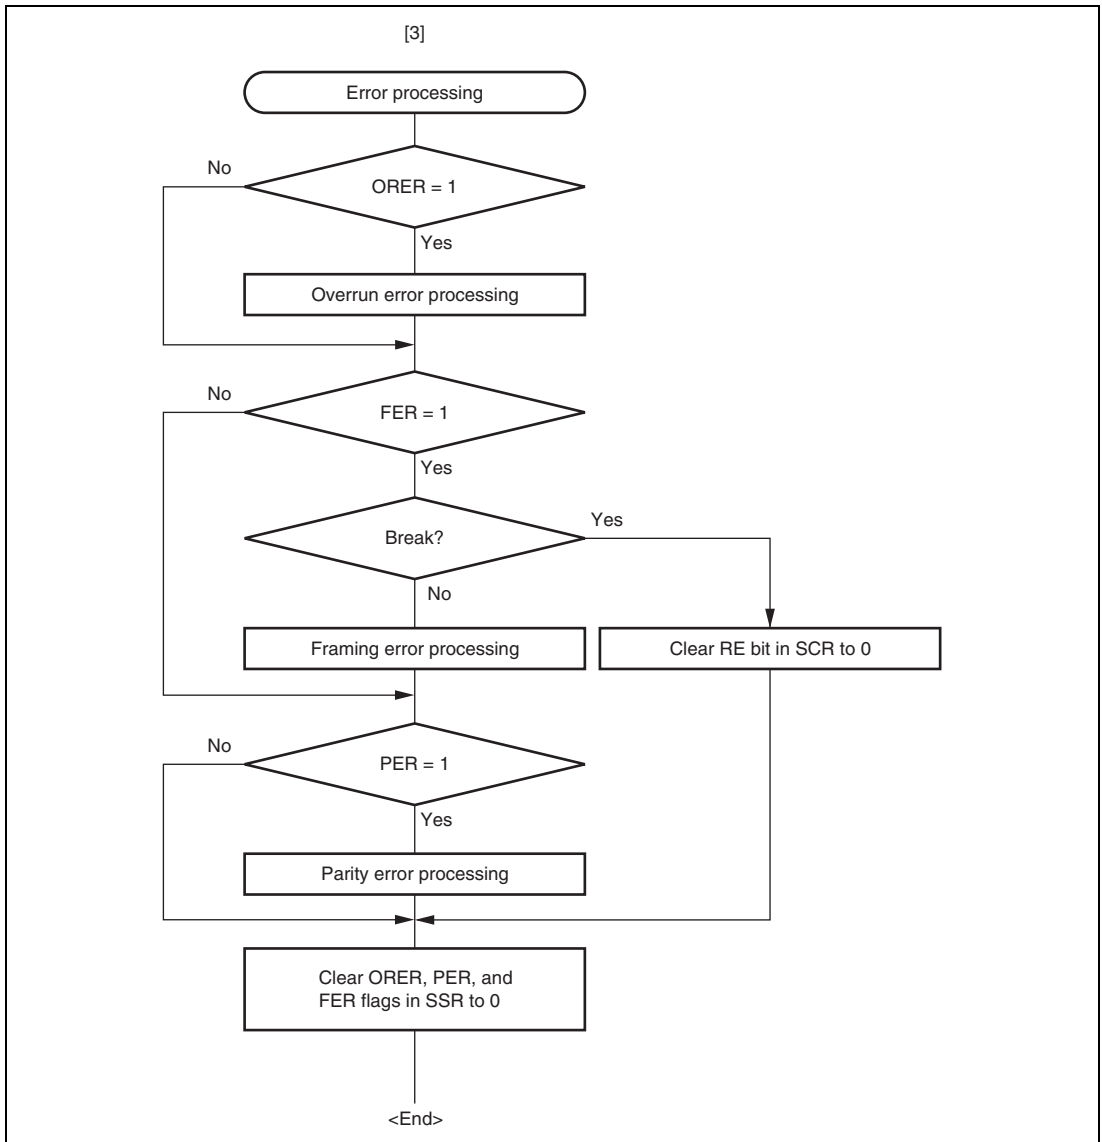 [3]
Error processing
No
ORER = 1
Yes
Overrun error processing
No
FER = 1
Yes
Break?
Yes
No
Framing error processing
Clear RE bit in SCR to 0
No
PER = 1
Yes
Parity error processing
Clear ORER, PER, and
FER flags in SSR to 0
<End>